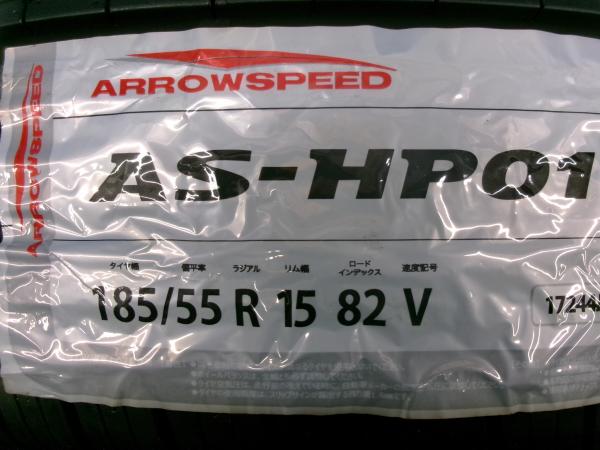 ARROWSPEED
ARROWSPEED
AS-HP01
タイヤ幅 偏平率 ラジアル リム幅 ロードインデックス 速度記号
185/55 R 15 82 V
17244